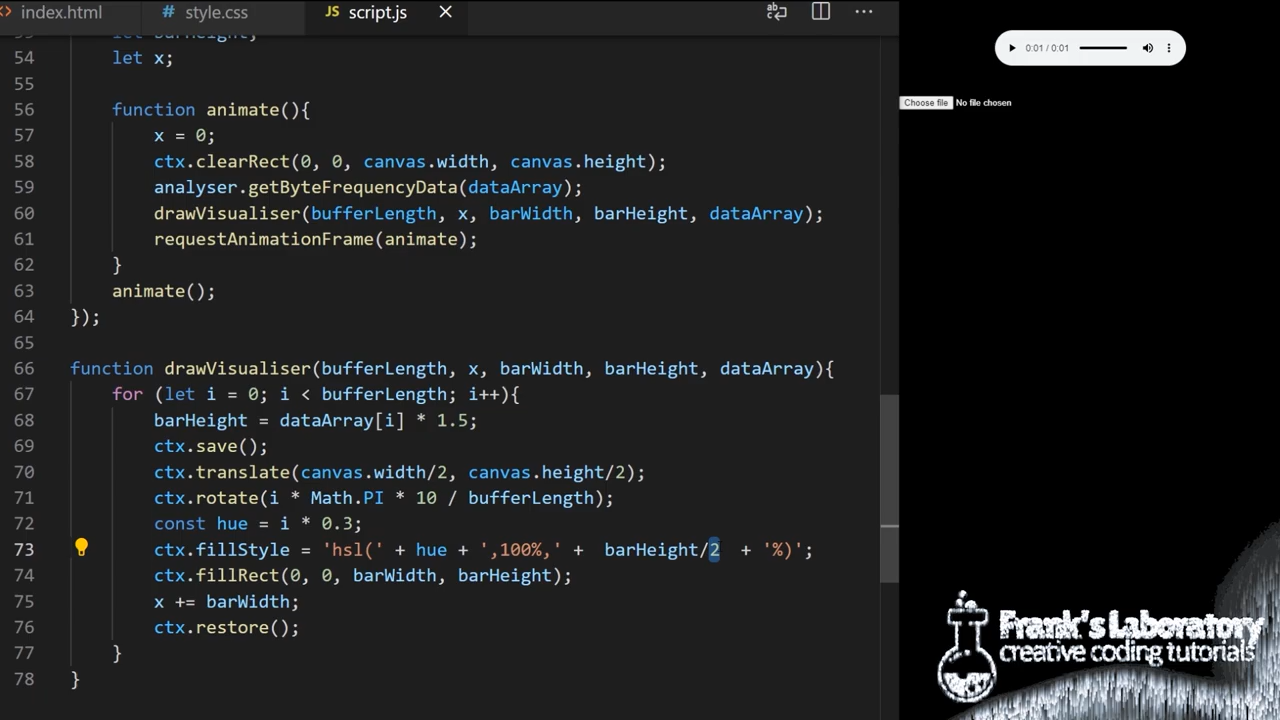 <> index.html # style.css JS script.js ×
53 let barHeight;
54 let x;
55
56 function animate(){
57 x = 0;
58 ctx.clearRect(0, 0, canvas.width, canvas.height);
59 analyser.getByteFrequencyData(dataArray);
60 drawVisualiser(bufferLength, x, barWidth, barHeight, dataArray);
61 requestAnimationFrame(animate);
62 }
63 animate();
64 });
65
66 function drawVisualiser(bufferLength, x, barWidth, barHeight, dataArray){
67 for (let i = 0; i < bufferLength; i++){
68 barHeight = dataArray[i] * 1.5;
69 ctx.save();
70 ctx.translate(canvas.width/2, canvas.height/2);
71 ctx.rotate(i * Math.PI * 10 / bufferLength);
72 const hue = i * 0.3;
73 ctx.fillStyle = 'hsl(' + hue + ',100%,' +  barHeight/2  + '%)';
74 ctx.fillRect(0, 0, barWidth, barHeight);
75 x += barWidth;
76 ctx.restore();
77 }
78 }
0:01 / 0:01
Choose file No file chosen
Frank's Laboratory
creative coding tutorials